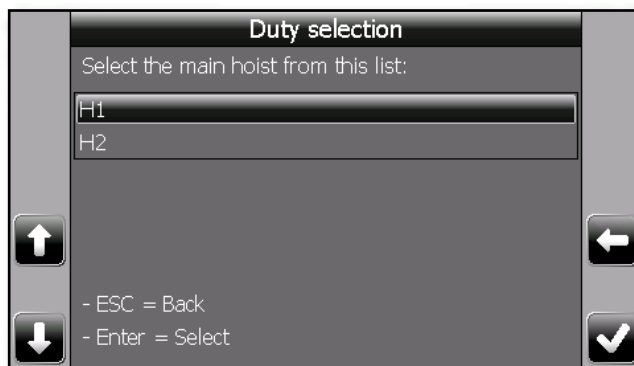 Duty selection
Select the main hoist from this list:
H1
H2
- ESC = Back
- Enter = Select